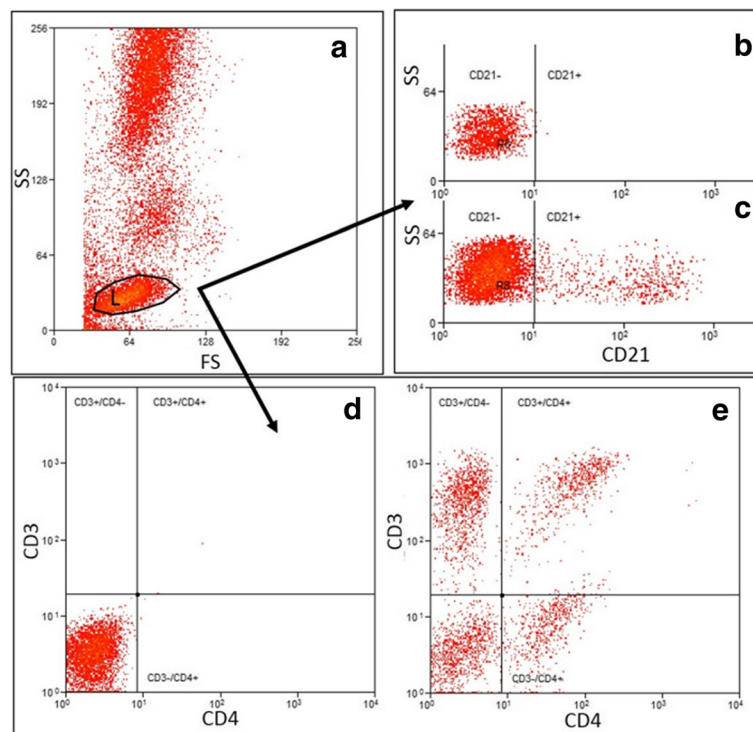 a
256
192
128
64
0
SS
L
0 64 128 192 256
FS
b
SS
64
0
CD21- CD21+
10⁰ 10¹ 10² 10³
c
SS
64
0
CD21- CD21+
10⁰ 10¹ 10² 10³
CD21
d
CD3+/CD4- CD3+/CD4+
10⁴
10³
10²
10¹
10⁰
CD3
CD3-/CD4+
10⁰ 10¹ 10² 10³ 10⁴
CD4
e
CD3+/CD4- CD3+/CD4+
10⁴
10³
10²
10¹
10⁰
CD3
CD3-/CD4+
10⁰ 10¹ 10² 10³ 10⁴
CD4